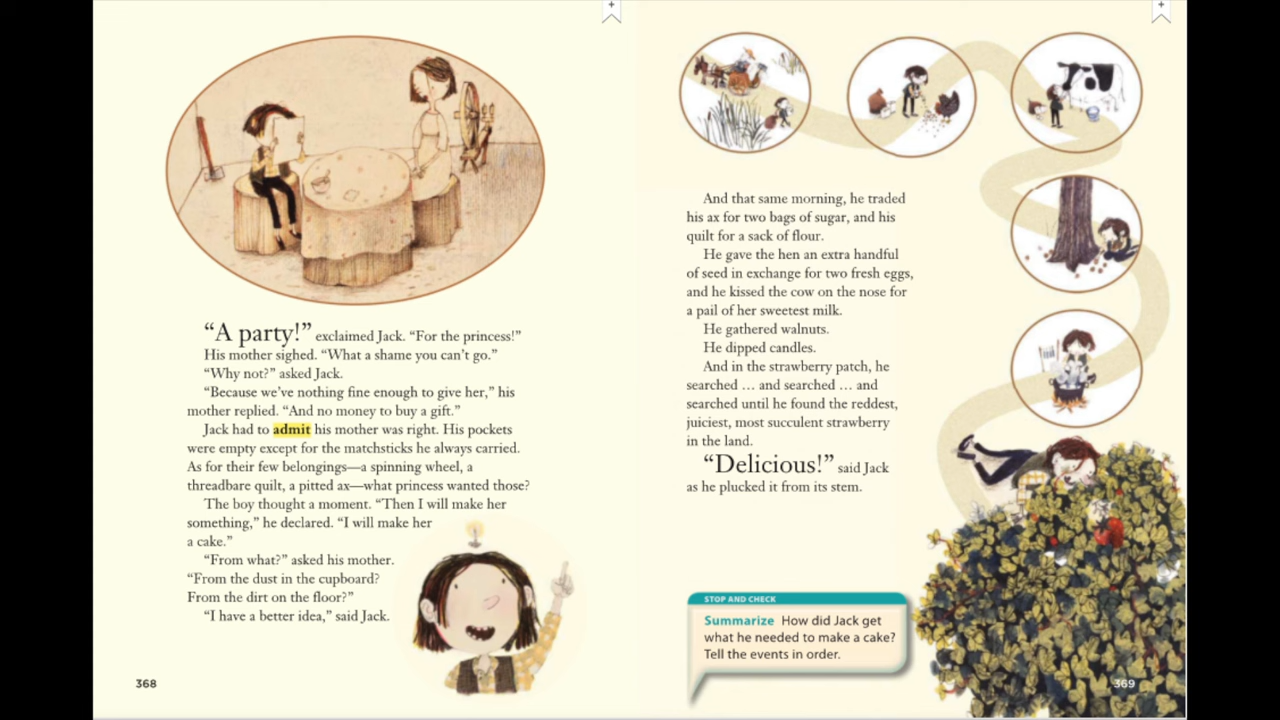 “A party!” exclaimed Jack. “For the princess!”
His mother sighed. “What a shame you can’t go.”
“Why not?” asked Jack.
“Because we’ve nothing fine enough to give her,” his
mother replied. “And no money to buy a gift.”
Jack had to admit his mother was right. His pockets
were empty except for the matchsticks he always carried.
As for their few belongings—a spinning wheel, a
threadbare quilt, a pitted ax—what princess wanted those?
The boy thought a moment. “Then I will make her
something,” he declared. “I will make her
a cake.”
“From what?” asked his mother.
“From the dust in the cupboard?
From the dirt on the floor?”
“I have a better idea,” said Jack.
368
And that same morning, he traded
his ax for two bags of sugar, and his
quilt for a sack of flour.
He gave the hen an extra handful
of seed in exchange for two fresh eggs,
and he kissed the cow on the nose for
a pail of her sweetest milk.
He gathered walnuts.
He dipped candles.
And in the strawberry patch, he
searched … and searched … and
searched until he found the reddest,
juiciest, most succulent strawberry
in the land.
“Delicious!” said Jack
as he plucked it from its stem.
STOP AND CHECK
Summarize How did Jack get
what he needed to make a cake?
Tell the events in order.
369